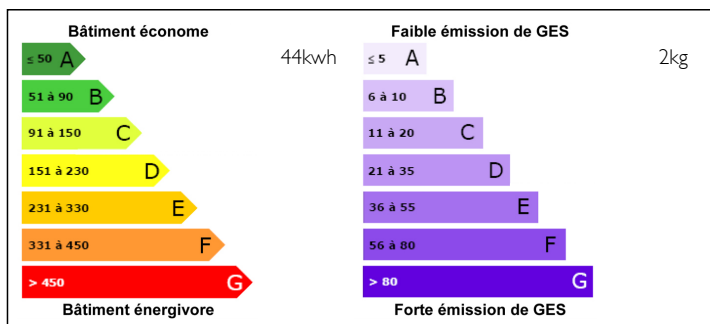 Bâtiment économe
≤ 50 A 44kwh
51 à 90 B
91 à 150 C
151 à 230 D
231 à 330 E
331 à 450 F
> 450 G
Bâtiment énergivore
Faible émission de GES
≤ 5 A 2kg
6 à 10 B
11 à 20 C
21 à 35 D
36 à 55 E
56 à 80 F
> 80 G
Forte émission de GES